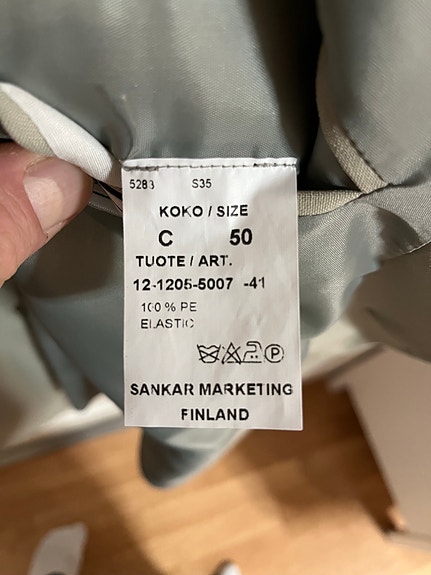 5283 S35
KOKO / SIZE
C 50
TUOTE / ART.
12-1205-5007 -41
100 % PE
ELASTIC
P
SANKAR MARKETING
FINLAND